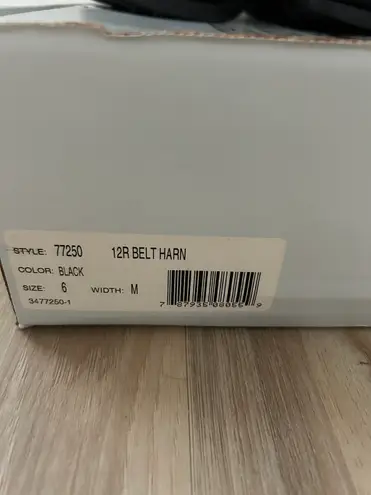 STYLE: 77250 12R BELT HARN
COLOR: BLACK
SIZE: 6 WIDTH: M
3477250-1